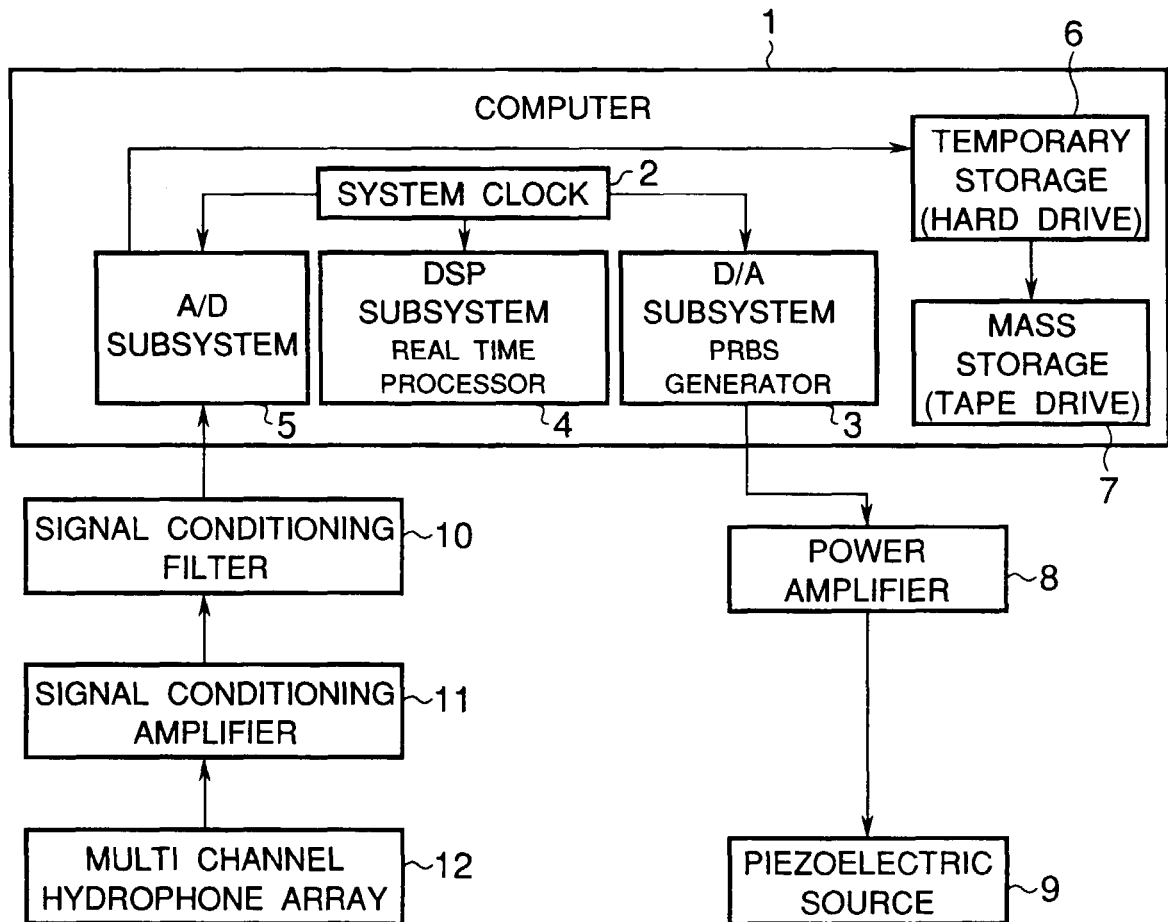 1
6
COMPUTER
TEMPORARY
STORAGE
(HARD DRIVE)
SYSTEM CLOCK
2
A/D
SUBSYSTEM
5
DSP
SUBSYSTEM
REAL TIME
PROCESSOR
4
D/A
SUBSYSTEM
PRBS
GENERATOR
3
MASS
STORAGE
(TAPE DRIVE)
7
SIGNAL CONDITIONING
FILTER
10
POWER
AMPLIFIER
8
SIGNAL CONDITIONING
AMPLIFIER
11
MULTI CHANNEL
HYDROPHONE ARRAY
12
PIEZOELECTRIC
SOURCE
9